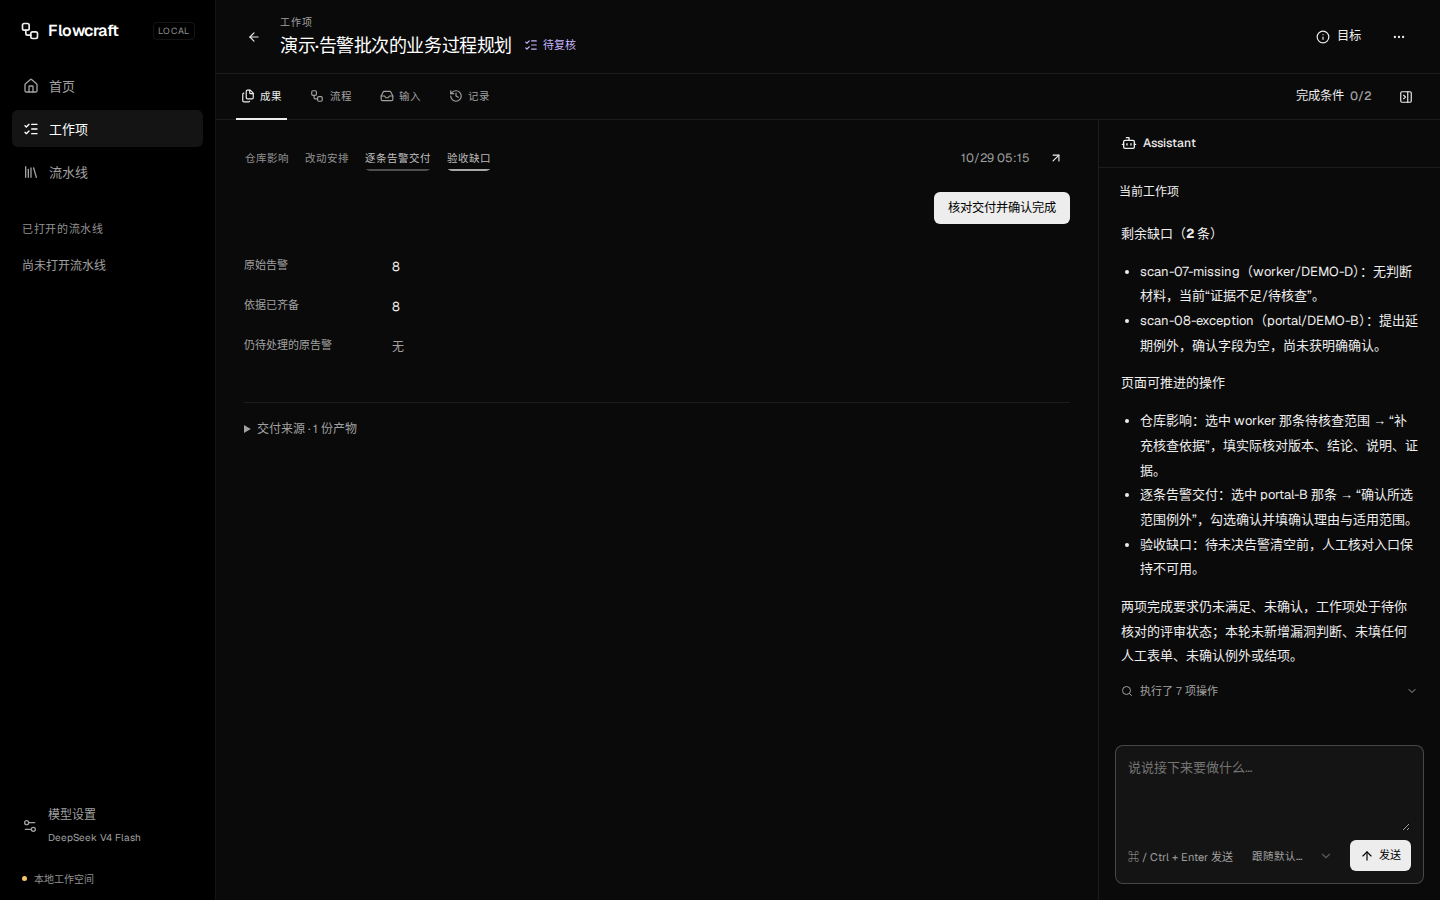 Flowcraft
LOCAL
首页
工作项
流水线
已打开的流水线
尚未打开流水线
模型设置
DeepSeek V4 Flash
本地工作空间
工作项
演示·告警批次的业务过程规划
待复核
目标
成果
流程
输入
记录
完成条件 0/2
仓库影响
改动安排
逐条告警交付
验收缺口
10/29 05:15
核对交付并确认完成
原始告警
8
依据已齐备
8
仍待处理的原告警
无
交付来源 · 1 份产物
Assistant
当前工作项
剩余缺口（2 条）
scan-07-missing（worker/DEMO-D）：无判断
材料，当前“证据不足/待核查”。
scan-08-exception（portal/DEMO-B）：提出延
期例外，确认字段为空，尚未获明确确认。
页面可推进的操作
仓库影响：选中 worker 那条待核查范围 → “补
充核查依据”，填实际核对版本、结论、说明、证
据。
逐条告警交付：选中 portal-B 那条 → “确认所选
范围例外”，勾选确认并填确认理由与适用范围。
验收缺口：待未决告警清空前，人工核对入口保
持不可用。
两项完成要求仍未满足、未确认，工作项处于待你
核对的评审状态；本轮未新增漏洞判断、未填任何
人工表单、未确认例外或结项。
执行了 7 项操作
说说接下来要做什么…
⌘ / Ctrl + Enter 发送
跟随默认…
发送